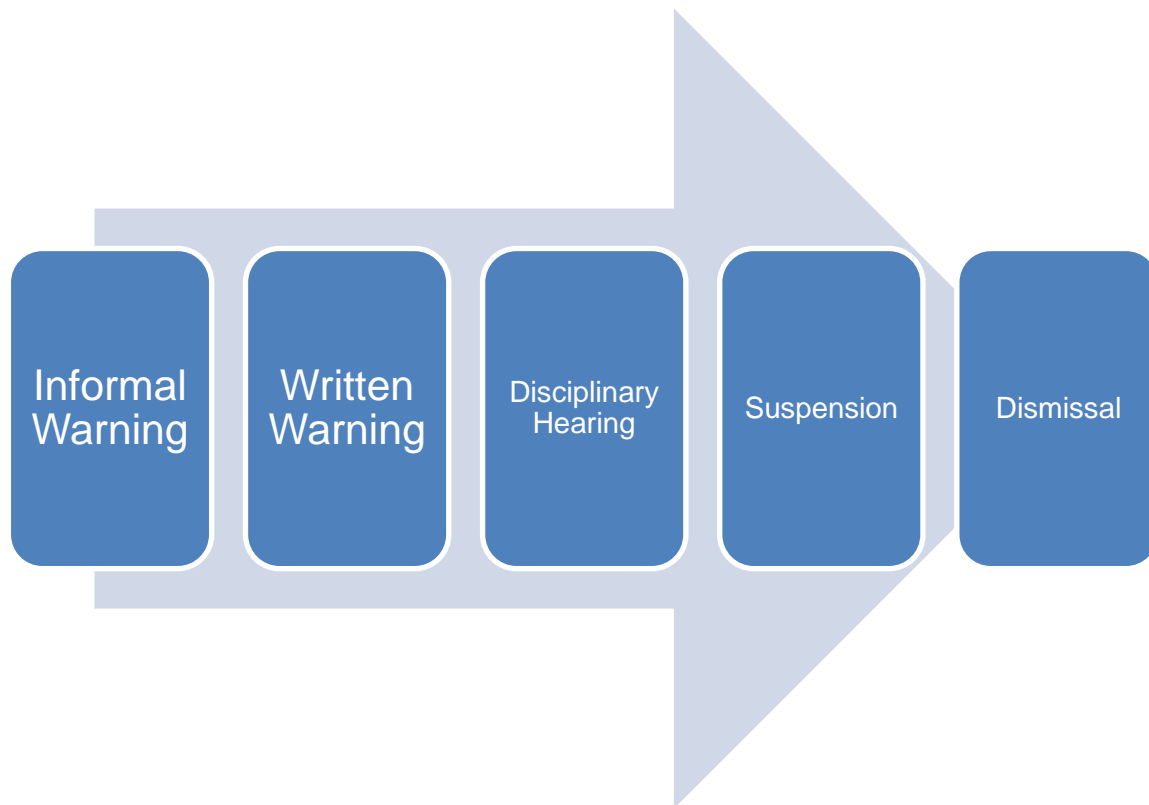 Informal
Warning
Written
Warning
Disciplinary
Hearing
Suspension
Dismissal